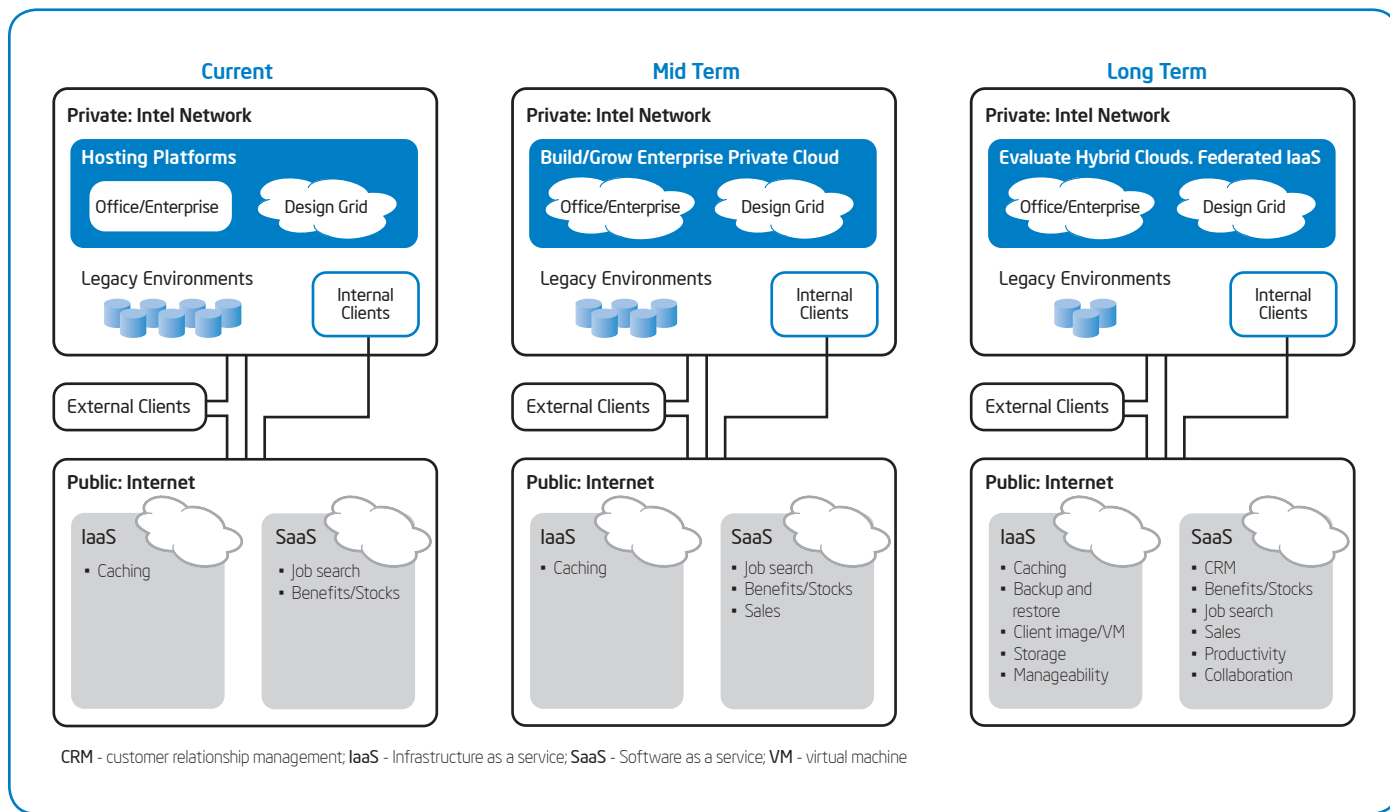 Current
Private: Intel Network
Hosting Platforms
Office/Enterprise
Design Grid
Legacy Environments
Internal
Clients
External Clients
Public: Internet
IaaS
▪ Caching
SaaS
▪ Job search
▪ Benefits/Stocks
Mid Term
Private: Intel Network
Build/Grow Enterprise Private Cloud
Office/Enterprise
Design Grid
Legacy Environments
Internal
Clients
External Clients
Public: Internet
IaaS
▪ Caching
SaaS
▪ Job search
▪ Benefits/Stocks
▪ Sales
Long Term
Private: Intel Network
Evaluate Hybrid Clouds. Federated IaaS
Office/Enterprise
Design Grid
Legacy Environments
Internal
Clients
External Clients
Public: Internet
IaaS
▪ Caching
▪ Backup and
restore
▪ Client image/VM
▪ Storage
▪ Manageability
SaaS
▪ CRM
▪ Benefits/Stocks
▪ Job search
▪ Sales
▪ Productivity
▪ Collaboration
CRM - customer relationship management; IaaS - Infrastructure as a service; SaaS - Software as a service; VM - virtual machine